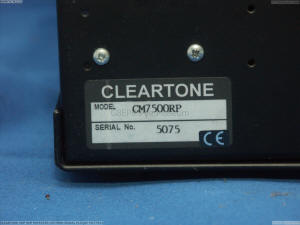 CLEARTONE
MODEL CM7500RP
SERIAL No. 5075
CE